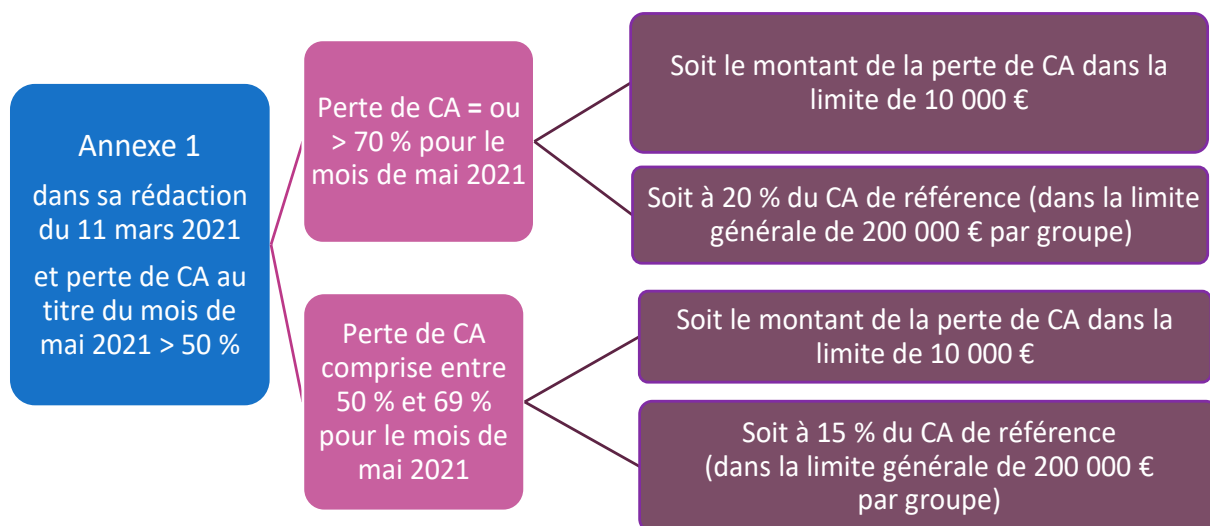 Annexe 1
dans sa rédaction
du 11 mars 2021
et perte de CA au
titre du mois de
mai 2021 > 50 %
Perte de CA = ou
> 70 % pour le
mois de mai 2021
Soit le montant de la perte de CA dans la
limite de 10 000 €
Soit à 20 % du CA de référence (dans la limite
générale de 200 000 € par groupe)
Perte de CA
comprise entre
50 % et 69 %
pour le mois de
mai 2021
Soit le montant de la perte de CA dans la
limite de 10 000 €
Soit à 15 % du CA de référence
(dans la limite générale de 200 000 €
par groupe)